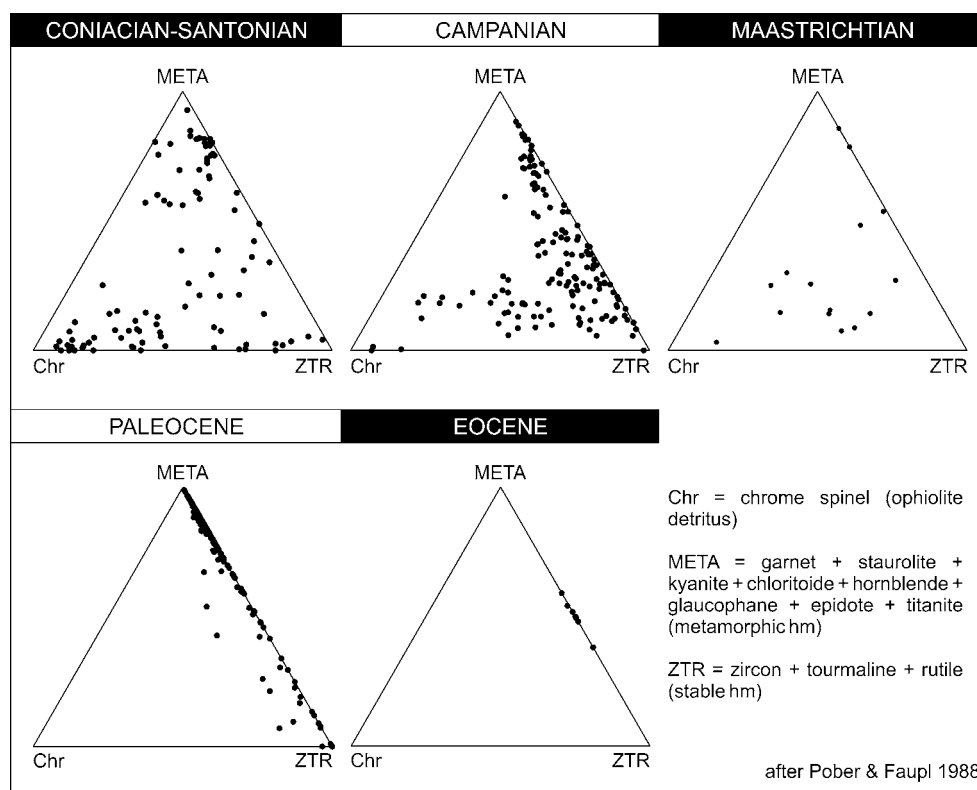 CONIACIAN-SANTONIAN
CAMPANIAN
MAASTRICHTIAN
META
META
META
Chr
ZTR
Chr
ZTR
Chr
ZTR
PALEOCENE
EOCENE
META
META
Chr
ZTR
Chr
ZTR
Chr = chrome spinel (ophiolite
detritus)
META = garnet + staurolite +
kyanite + chloritoide + hornblende +
glaucophane + epidote + titanite
(metamorphic hm)
ZTR = zircon + tourmaline + rutile
(stable hm)
after Pober & Faupl 1988